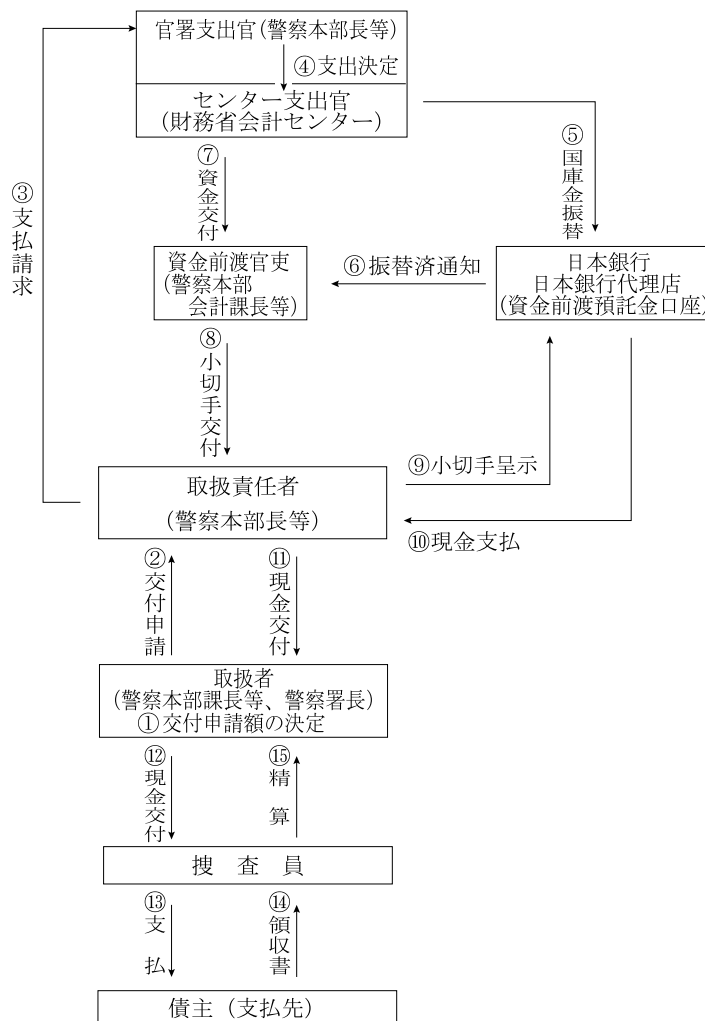 官署支出官(警察本部長等)
④支出決定
センター支出官
(財務省会計センター)
⑦資金交付
⑤国庫金振替
③支払請求
資金前渡官吏
(警察本部
会計課長等)
⑥振替済通知
日本銀行
日本銀行代理店
(資金前渡預託金口座)
⑧小切手交付
⑨小切手呈示
取扱責任者
(警察本部長等)
⑩現金支払
②交付申請
⑪現金交付
取扱者
(警察本部課長等、警察署長)
①交付申請額の決定
⑫現金交付
⑮精算
捜査員
⑬支払
⑭領収書
債主（支払先）